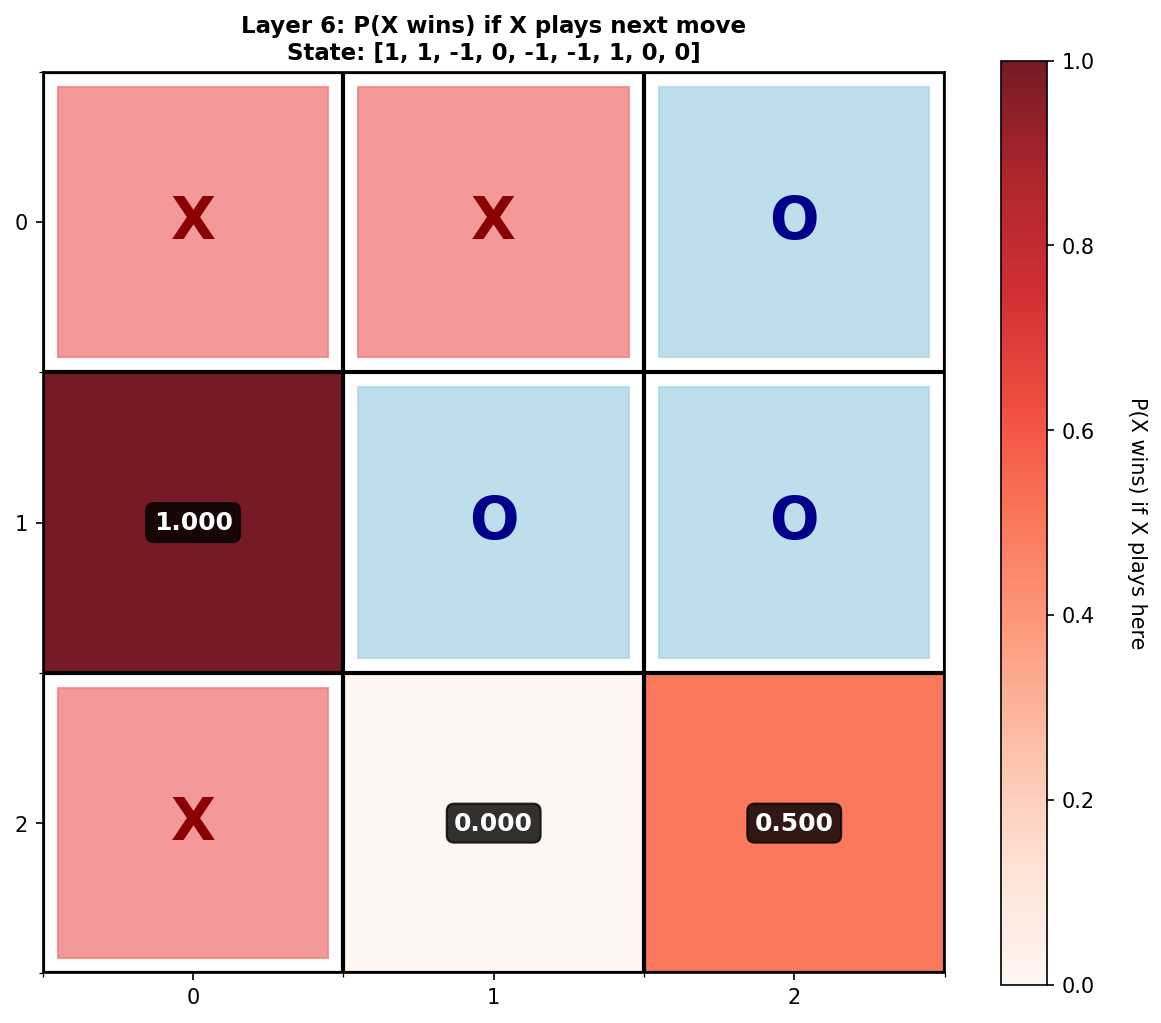 Layer 6: P(X wins) if X plays next move
State: [1, 1, -1, 0, -1, -1, 1, 0, 0]
0
X
X
O
1
1.000
O
O
2
X
0.000
0.500
0
1
2
1.0
0.8
0.6
0.4
0.2
0.0
P(X wins) if X plays here